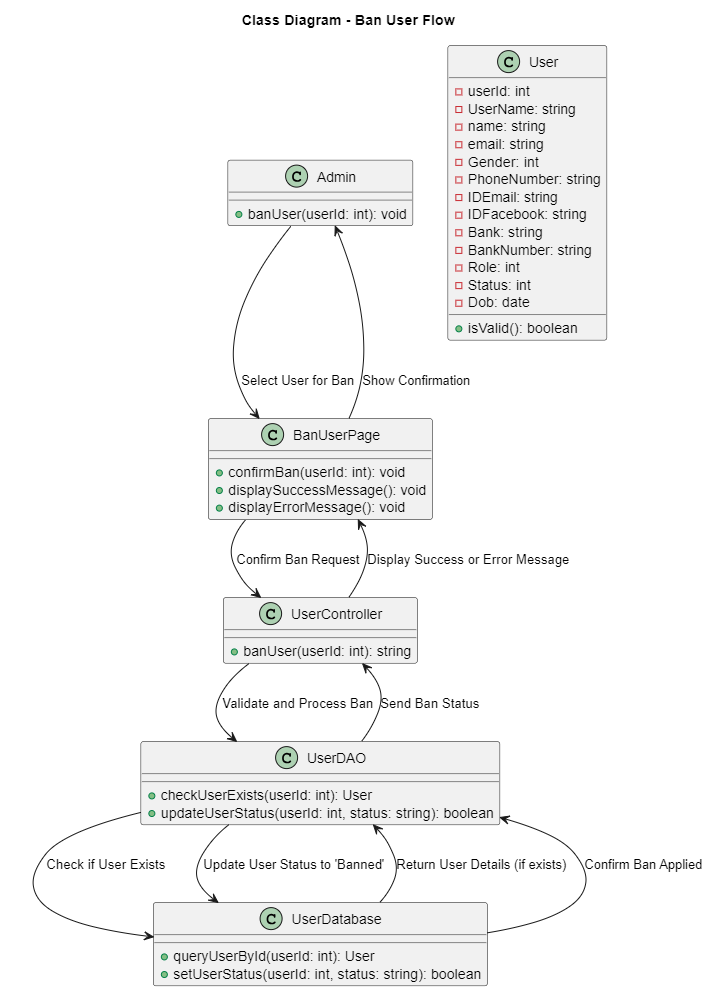 Class Diagram - Ban User Flow
C User
userId: int
UserName: string
name: string
email: string
Gender: int
PhoneNumber: string
IDEmail: string
IDFacebook: string
Bank: string
BankNumber: string
Role: int
Status: int
Dob: date
isValid(): boolean
C Admin
banUser(userId: int): void
Select User for Ban
Show Confirmation
C BanUserPage
confirmBan(userId: int): void
displaySuccessMessage(): void
displayErrorMessage(): void
Confirm Ban Request
Display Success or Error Message
C UserController
banUser(userId: int): string
Validate and Process Ban
Send Ban Status
C UserDAO
checkUserExists(userId: int): User
updateUserStatus(userId: int, status: string): boolean
Check if User Exists
Update User Status to 'Banned'
Return User Details (if exists)
Confirm Ban Applied
C UserDatabase
queryUserById(userId: int): User
setUserStatus(userId: int, status: string): boolean